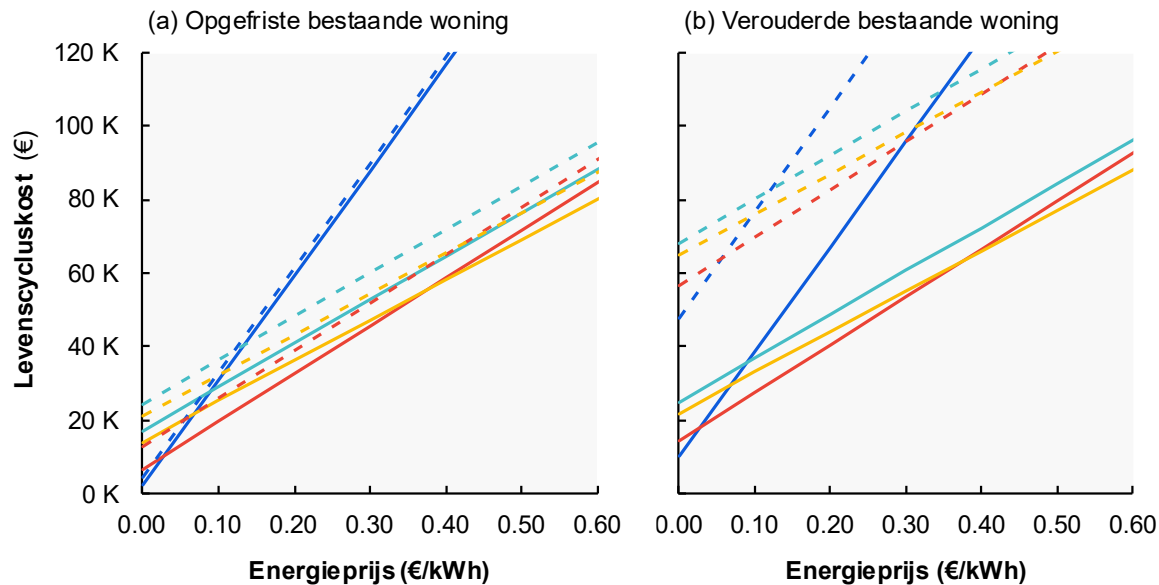 (a) Opgefriste bestaande woning
(b) Verouderde bestaande woning
Levenscycluskost (€)
120 K
100 K
80 K
60 K
40 K
20 K
0 K
0.00 0.10 0.20 0.30 0.40 0.50 0.60
0.00 0.10 0.20 0.30 0.40 0.50 0.60
Energieprijs (€/kWh)
Energieprijs (€/kWh)